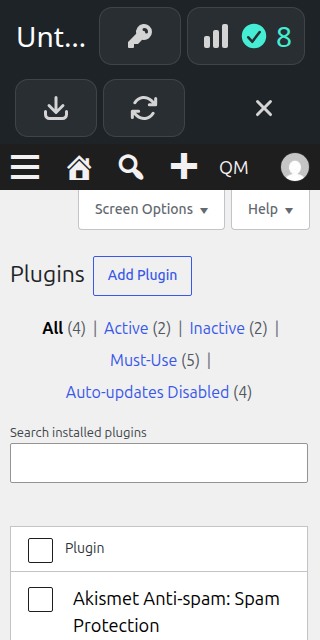 Unt...
8
QM
Screen Options
Help
Plugins
Add Plugin
All (4) | Active (2) | Inactive (2) |
Must-Use (5) |
Auto-updates Disabled (4)
Search installed plugins
Plugin
Akismet Anti-spam: Spam
Protection